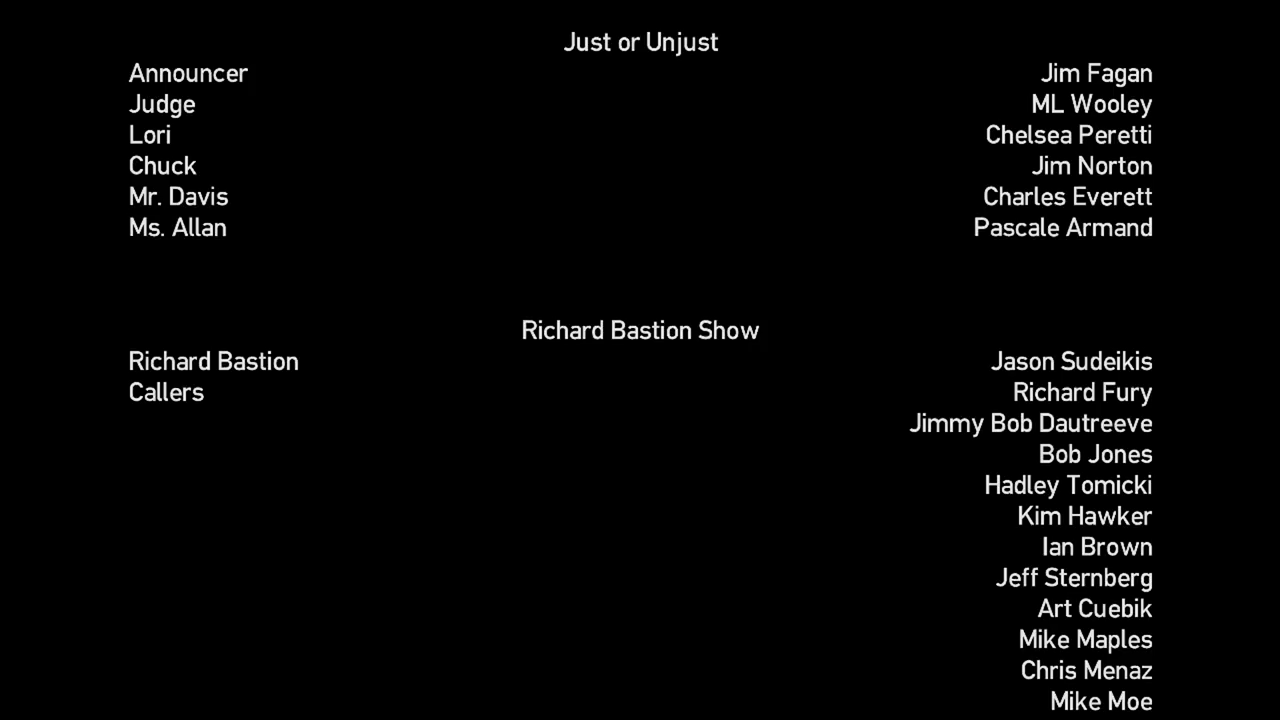 Just or Unjust
Announcer Jim Fagan
Judge ML Wooley
Lori Chelsea Peretti
Chuck Jim Norton
Mr. Davis Charles Everett
Ms. Allan Pascale Armand
Richard Bastion Show
Richard Bastion Jason Sudeikis
Callers Richard Fury
Jimmy Bob Dautreeve
Bob Jones
Hadley Tomicki
Kim Hawker
Ian Brown
Jeff Sternberg
Art Cuebik
Mike Maples
Chris Menaz
Mike Moe